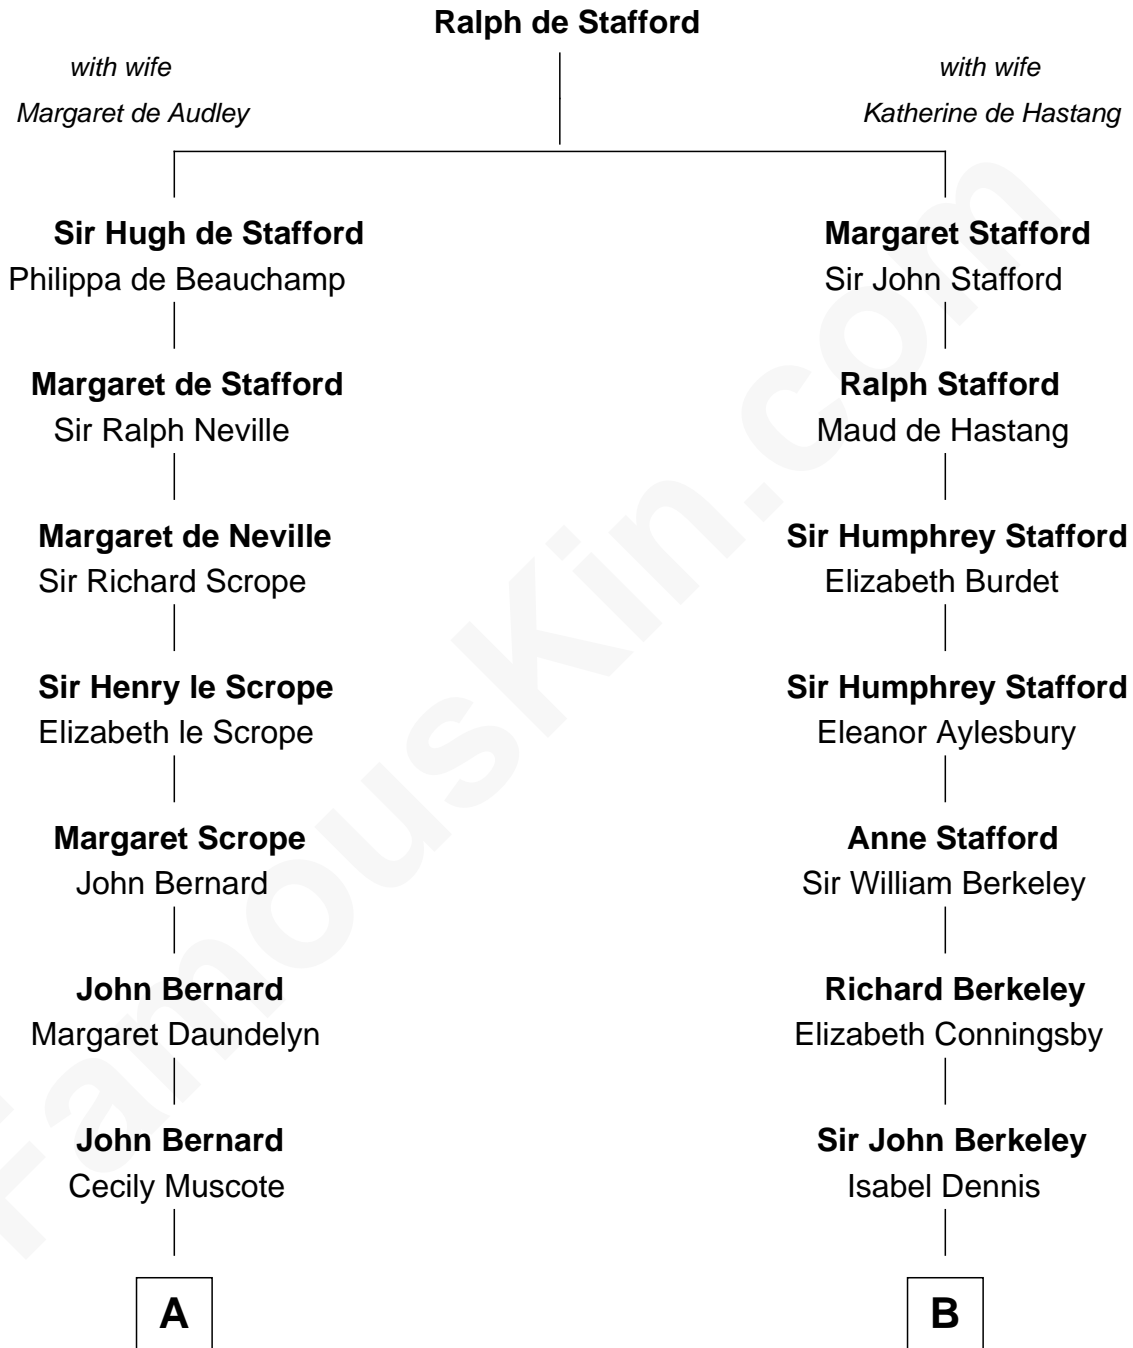 Ralph de Stafford
with wife
Margaret de Audley
with wife
Katherine de Hastang
Sir Hugh de Stafford
Philippa de Beauchamp
Margaret Stafford
Sir John Stafford
Margaret de Stafford
Sir Ralph Neville
Ralph Stafford
Maud de Hastang
Margaret de Neville
Sir Richard Scrope
Sir Humphrey Stafford
Elizabeth Burdet
Sir Henry le Scrope
Elizabeth le Scrope
Sir Humphrey Stafford
Eleanor Aylesbury
Margaret Scrope
John Bernard
Anne Stafford
Sir William Berkeley
John Bernard
Margaret Daundelyn
Richard Berkeley
Elizabeth Conningsby
John Bernard
Cecily Muscote
Sir John Berkeley
Isabel Dennis
A
B
FamousKin.com